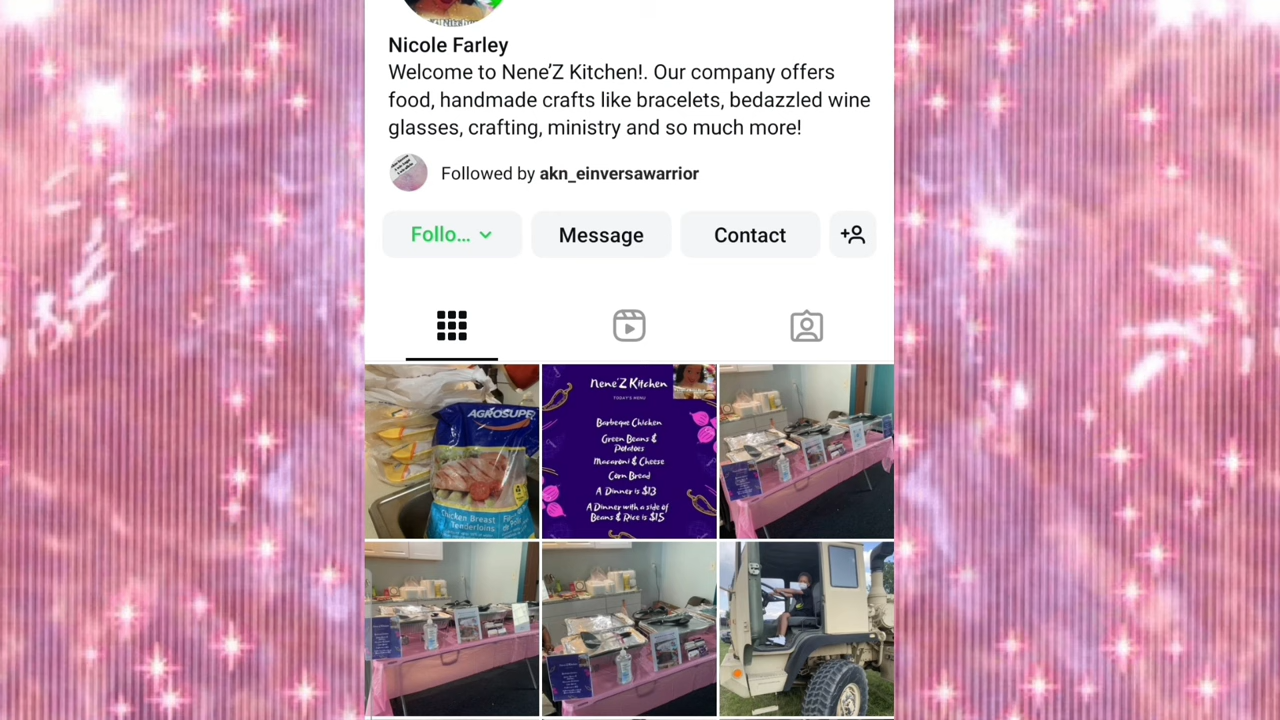 Nicole Farley
Welcome to Nene'Z Kitchen!. Our company offers
food, handmade crafts like bracelets, bedazzled wine
glasses, crafting, ministry and so much more!
Followed by akn_einversawarrior
Follo...
Message
Contact
AGROSUPER
Chicken Breast
Tenderloins
Nene'Z Kitchen
TODAY'S MENU
Barbeque Chicken
Green Beans &
Potatoes
Macaroni & Cheese
Corn Bread
A Dinner is $13
A Dinner with a side of
Beans & Rice is $15